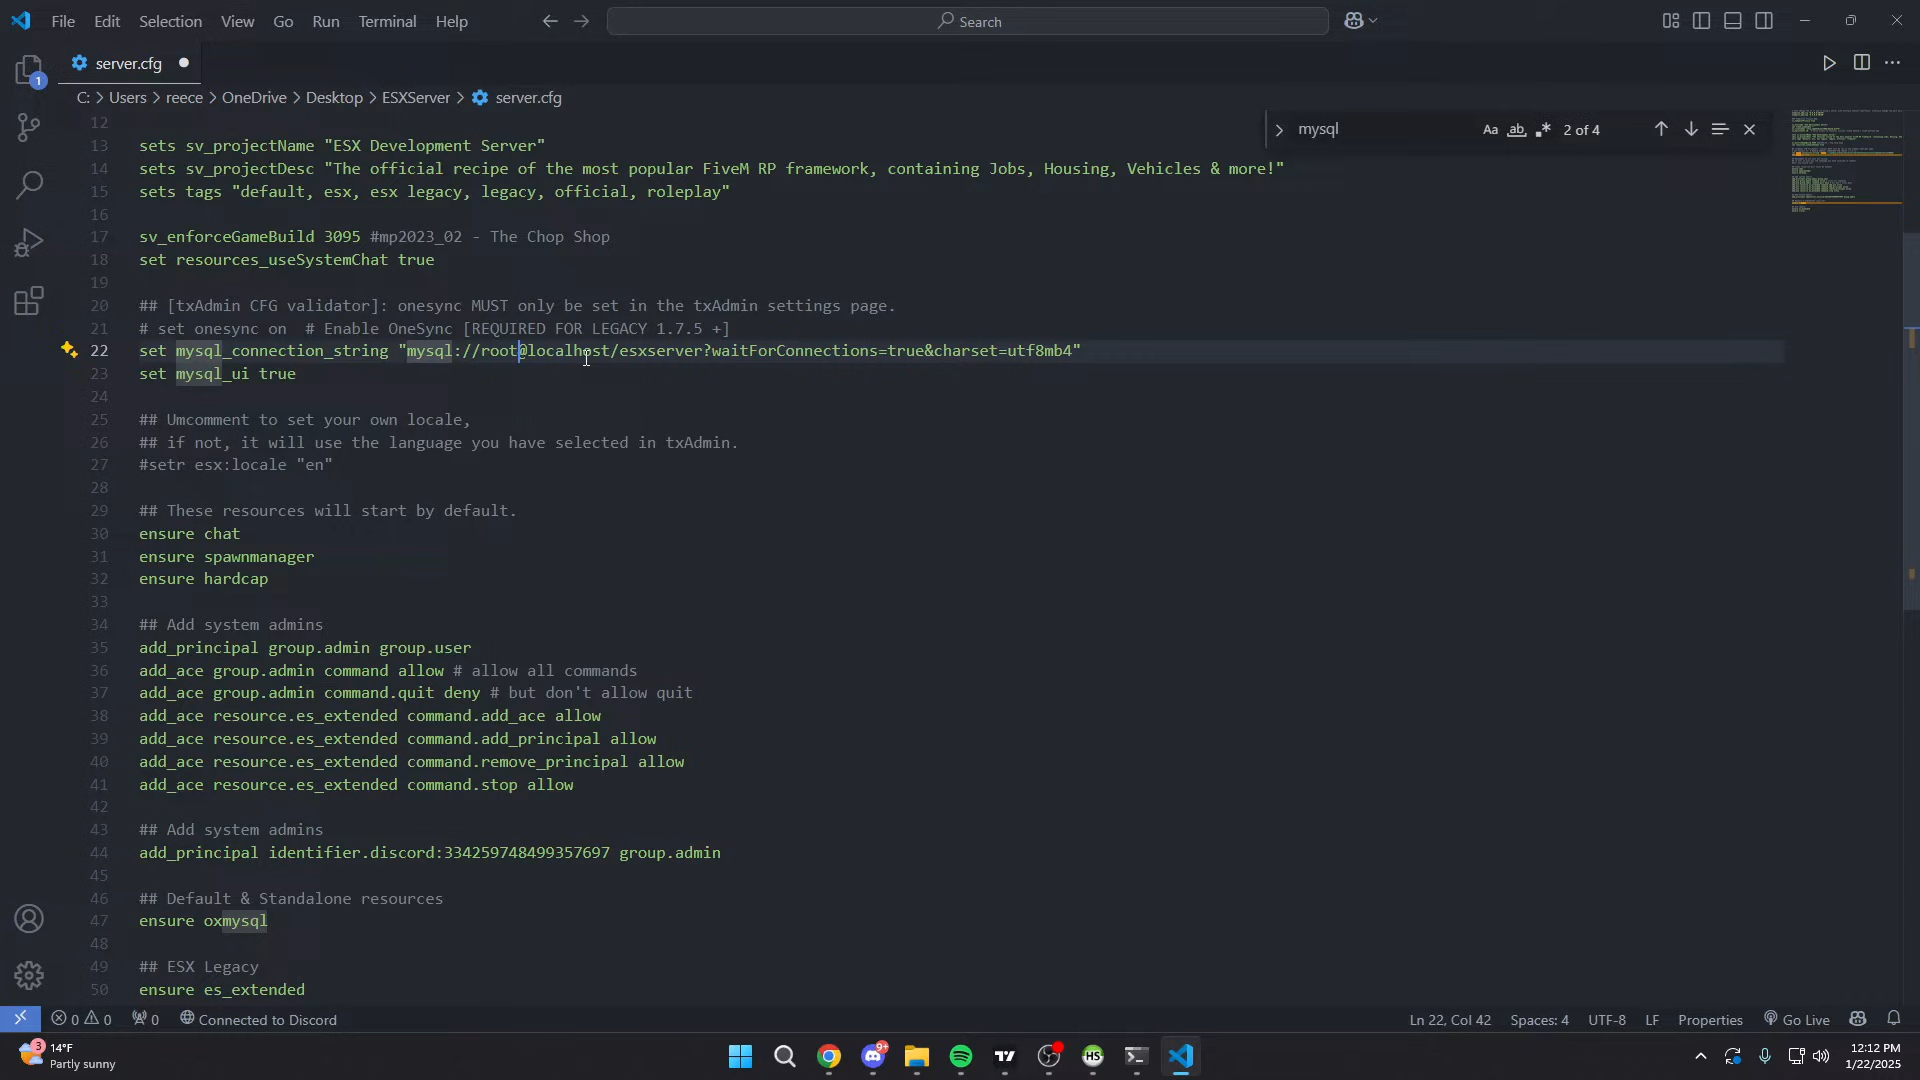 File Edit Selection View Go Run Terminal Help
Search
1
server.cfg
C: > Users > reece > OneDrive > Desktop > ESXServer > server.cfg
mysql Aa ab .* 2 of 4
12
13 sets sv_projectName "ESX Development Server"
14 sets sv_projectDesc "The official recipe of the most popular FiveM RP framework, containing Jobs, Housing, Vehicles & more!"
15 sets tags "default, esx, esx legacy, legacy, official, roleplay"
16
17 sv_enforceGameBuild 3095 #mp2023_02 - The Chop Shop
18 set resources_useSystemChat true
19
20 ## [txAdmin CFG validator]: onesync MUST only be set in the txAdmin settings page.
21 # set onesync on  # Enable OneSync [REQUIRED FOR LEGACY 1.7.5 +]
22 set mysql_connection_string "mysql://root@localhost/esxserver?waitForConnections=true&charset=utf8mb4"
23 set mysql_ui true
24
25 ## Umcomment to set your own locale,
26 ## if not, it will use the language you have selected in txAdmin.
27 #setr esx:locale "en"
28
29 ## These resources will start by default.
30 ensure chat
31 ensure spawnmanager
32 ensure hardcap
33
34 ## Add system admins
35 add_principal group.admin group.user
36 add_ace group.admin command allow # allow all commands
37 add_ace group.admin command.quit deny # but don't allow quit
38 add_ace resource.es_extended command.add_ace allow
39 add_ace resource.es_extended command.add_principal allow
40 add_ace resource.es_extended command.remove_principal allow
41 add_ace resource.es_extended command.stop allow
42
43 ## Add system admins
44 add_principal identifier.discord:334259748499357697 group.admin
45
46 ## Default & Standalone resources
47 ensure oxmysql
48
49 ## ESX Legacy
50 ensure es_extended
0 0 0 Connected to Discord Ln 22, Col 42 Spaces: 4 UTF-8 LF Properties Go Live
3 14°F
Partly sunny
9+
HS
12:12 PM
1/22/2025